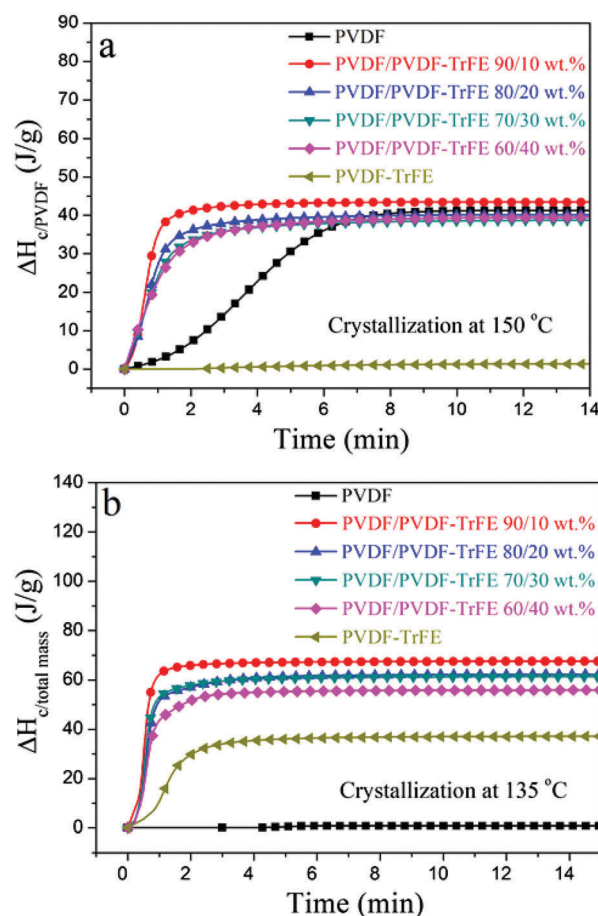 a
90
80
70
60
50
40
30
20
10
0
ΔHc/PVDF (J/g)
PVDF
PVDF/PVDF-TrFE 90/10 wt.%
PVDF/PVDF-TrFE 80/20 wt.%
PVDF/PVDF-TrFE 70/30 wt.%
PVDF/PVDF-TrFE 60/40 wt.%
PVDF-TrFE
Crystallization at 150 °C
0 2 4 6 8 10 12 14
Time (min)
b
140
120
100
80
60
40
20
0
ΔHc/total mass (J/g)
PVDF
PVDF/PVDF-TrFE 90/10 wt.%
PVDF/PVDF-TrFE 80/20 wt.%
PVDF/PVDF-TrFE 70/30 wt.%
PVDF/PVDF-TrFE 60/40 wt.%
PVDF-TrFE
Crystallization at 135 °C
0 2 4 6 8 10 12 14
Time (min)